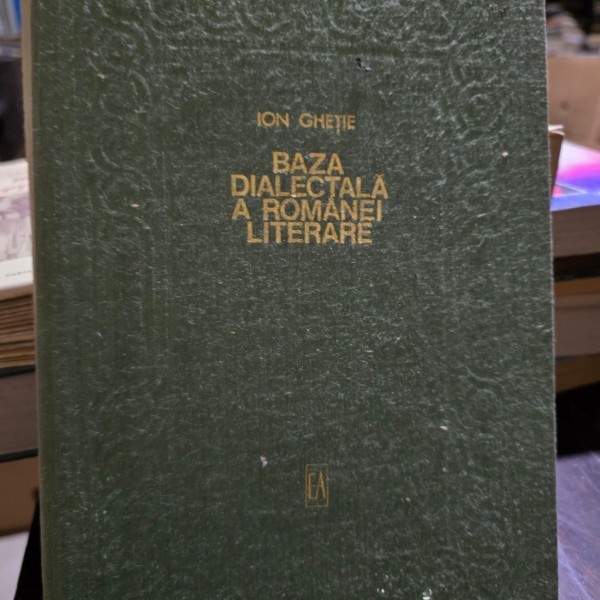 ION GHEȚIE
BAZA
DIALECTALĂ
A ROMÂNEI
LITERARE
EA